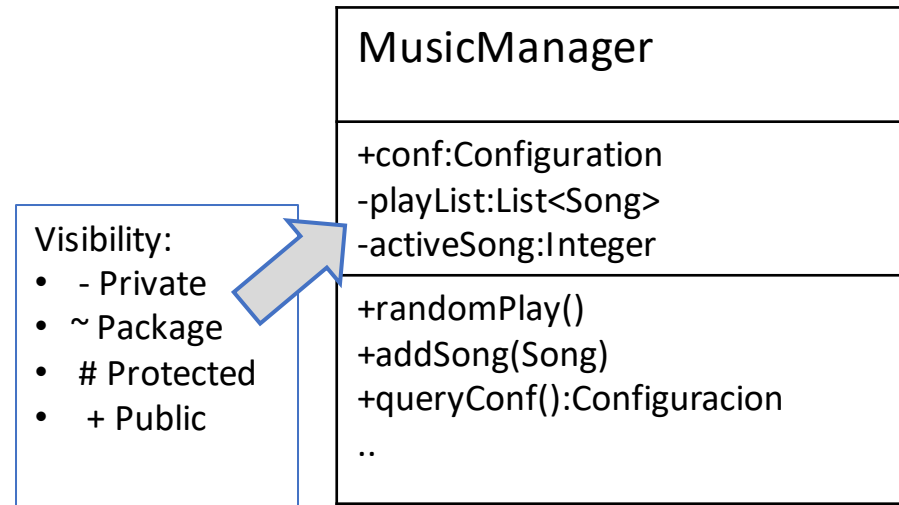 MusicManager
+conf:Configuration
-playList:List<Song>
-activeSong:Integer
+randomPlay()
+addSong(Song)
+queryConf():Configuracion
..
Visibility:
• - Private
• ~ Package
• # Protected
• + Public